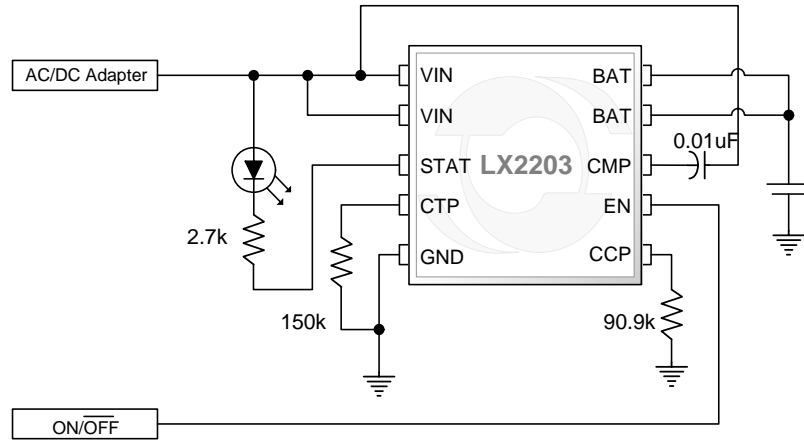 AC/DC Adapter
VIN
BAT
VIN
BAT
0.01uF
STAT
LX2203
CMP
CTP
EN
2.7k
GND
CCP
150k
90.9k
ON/OFF